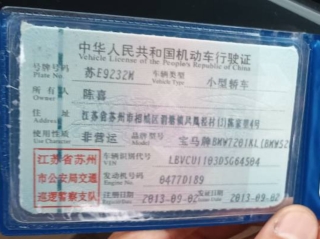 中华人民共和国机动车行驶证
Vehicle License of the People's Republic of China
号牌号码 苏E9Z32M 车辆类型 小型轿车
Plate No. Vehicle Type
所有人 陈喜
Owner
住址 江苏省苏州市相城区
Address
使用性质 非营运 品牌型号 宝马牌BMW7201KL(BMW52
Use Character Model
江苏省苏州
市公安局交通
巡逻警察支队
车辆识别代号 LBVCU1103DSG64504
VIN
发动机号码 04770189
Engine No.
注册日期 2013-09-02 发证日期 2013-09-02